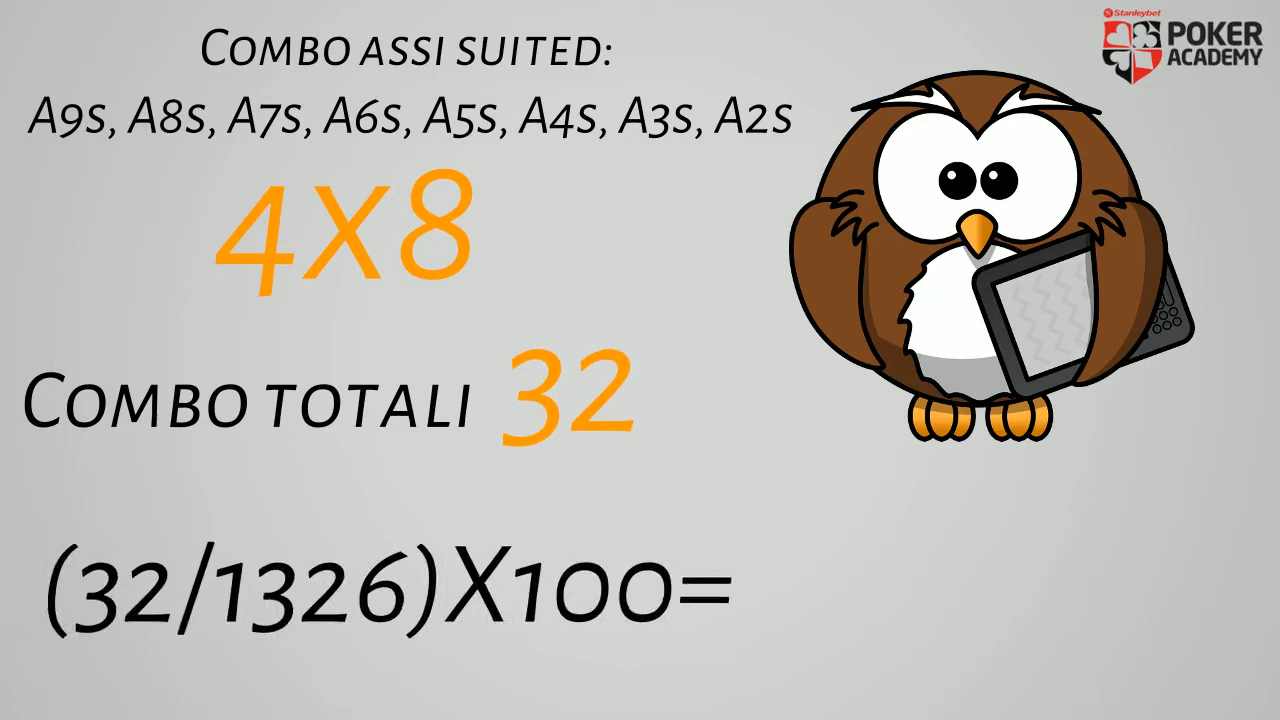 Combo assi suited:
A9s, A8s, A7s, A6s, A5s, A4s, A3s, A2s
4x8
Combo totali 32
(32/1326)X100=
Stanleybet
POKER
ACADEMY